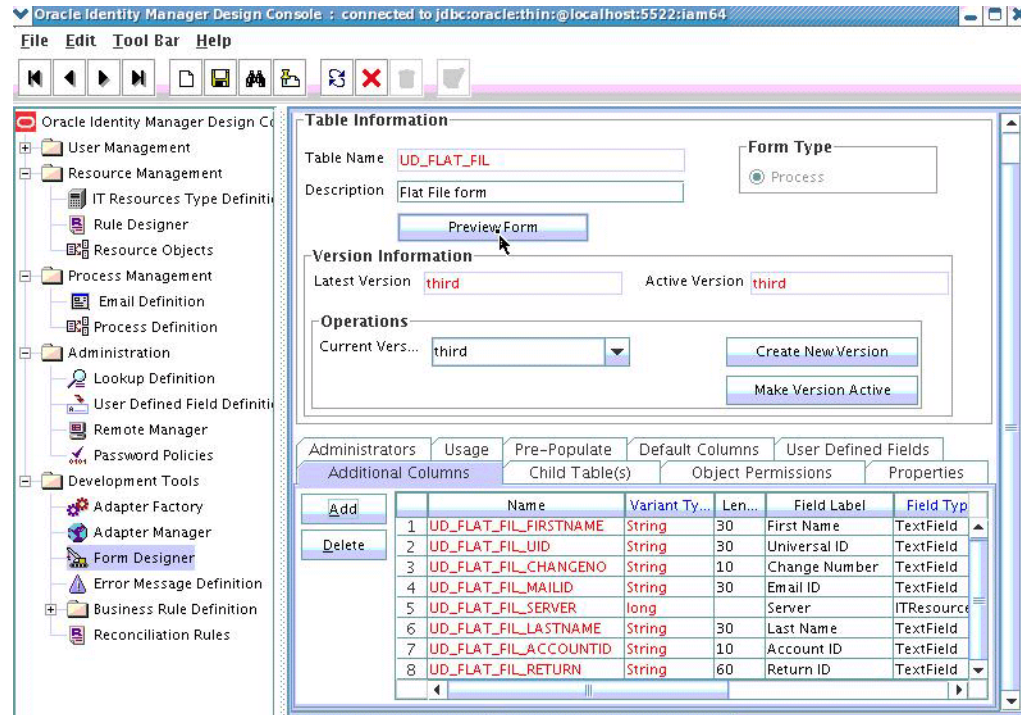 Oracle Identity Manager Design Console : connected to jdbc:oracle:thin:@localhost:5522:iam64
File Edit Tool Bar Help
Oracle Identity Manager Design Co
User Management
Resource Management
IT Resources Type Definiti
Rule Designer
Resource Objects
Process Management
Email Definition
Process Definition
Administration
Lookup Definition
User Defined Field Definiti
Remote Manager
Password Policies
Development Tools
Adapter Factory
Adapter Manager
Form Designer
Error Message Definition
Business Rule Definition
Reconciliation Rules
Table Information
Table Name UD_FLAT_FIL
Form Type
Process
Description Flat File form
Preview Form
Version Information
Latest Version third Active Version third
Operations
Current Vers... third
Create New Version
Make Version Active
Administrators Usage Pre-Populate Default Columns User Defined Fields
Additional Columns Child Table(s) Object Permissions Properties
Add
Delete
Name Variant Ty... Len... Field Label Field Typ
1 UD_FLAT_FIL_FIRSTNAME String 30 First Name TextField
2 UD_FLAT_FIL_UID String 30 Universal ID TextField
3 UD_FLAT_FIL_CHANGENO String 10 Change Number TextField
4 UD_FLAT_FIL_MAILID String 30 Email ID TextField
5 UD_FLAT_FIL_SERVER long Server ITResource
6 UD_FLAT_FIL_LASTNAME String 30 Last Name TextField
7 UD_FLAT_FIL_ACCOUNTID String 10 Account ID TextField
8 UD_FLAT_FIL_RETURN String 60 Return ID TextField